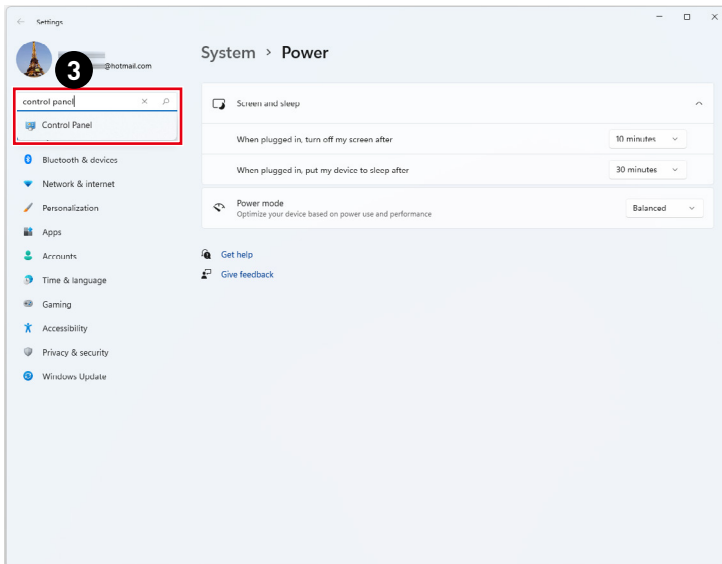 Settings
@hotmail.com
3
System > Power
control panel
Control Panel
Bluetooth & devices
Network & internet
Personalization
Apps
Accounts
Time & language
Gaming
Accessibility
Privacy & security
Windows Update
Screen and sleep
When plugged in, turn off my screen after
10 minutes
When plugged in, put my device to sleep after
30 minutes
Power mode
Optimize your device based on power use and performance
Balanced
Get help
Give feedback